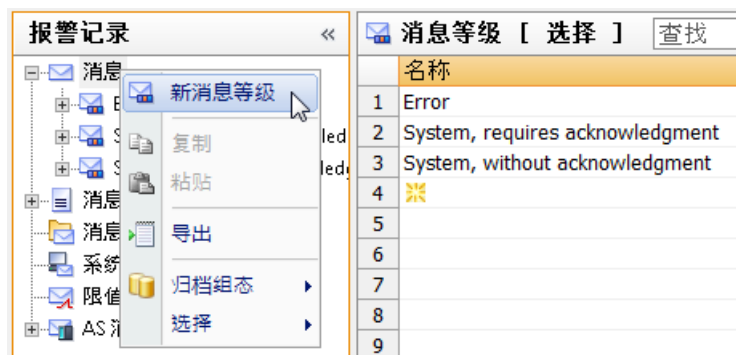 报警记录 «
消息
新消息等级
复制
粘贴
导出
归档组态
选择
消息
消息
系统
限值
AS 消
消息等级 [ 选择 ] 查找
名称
1 Error
2 System, requires acknowledgment
3 System, without acknowledgment
4
5
6
7
8
9